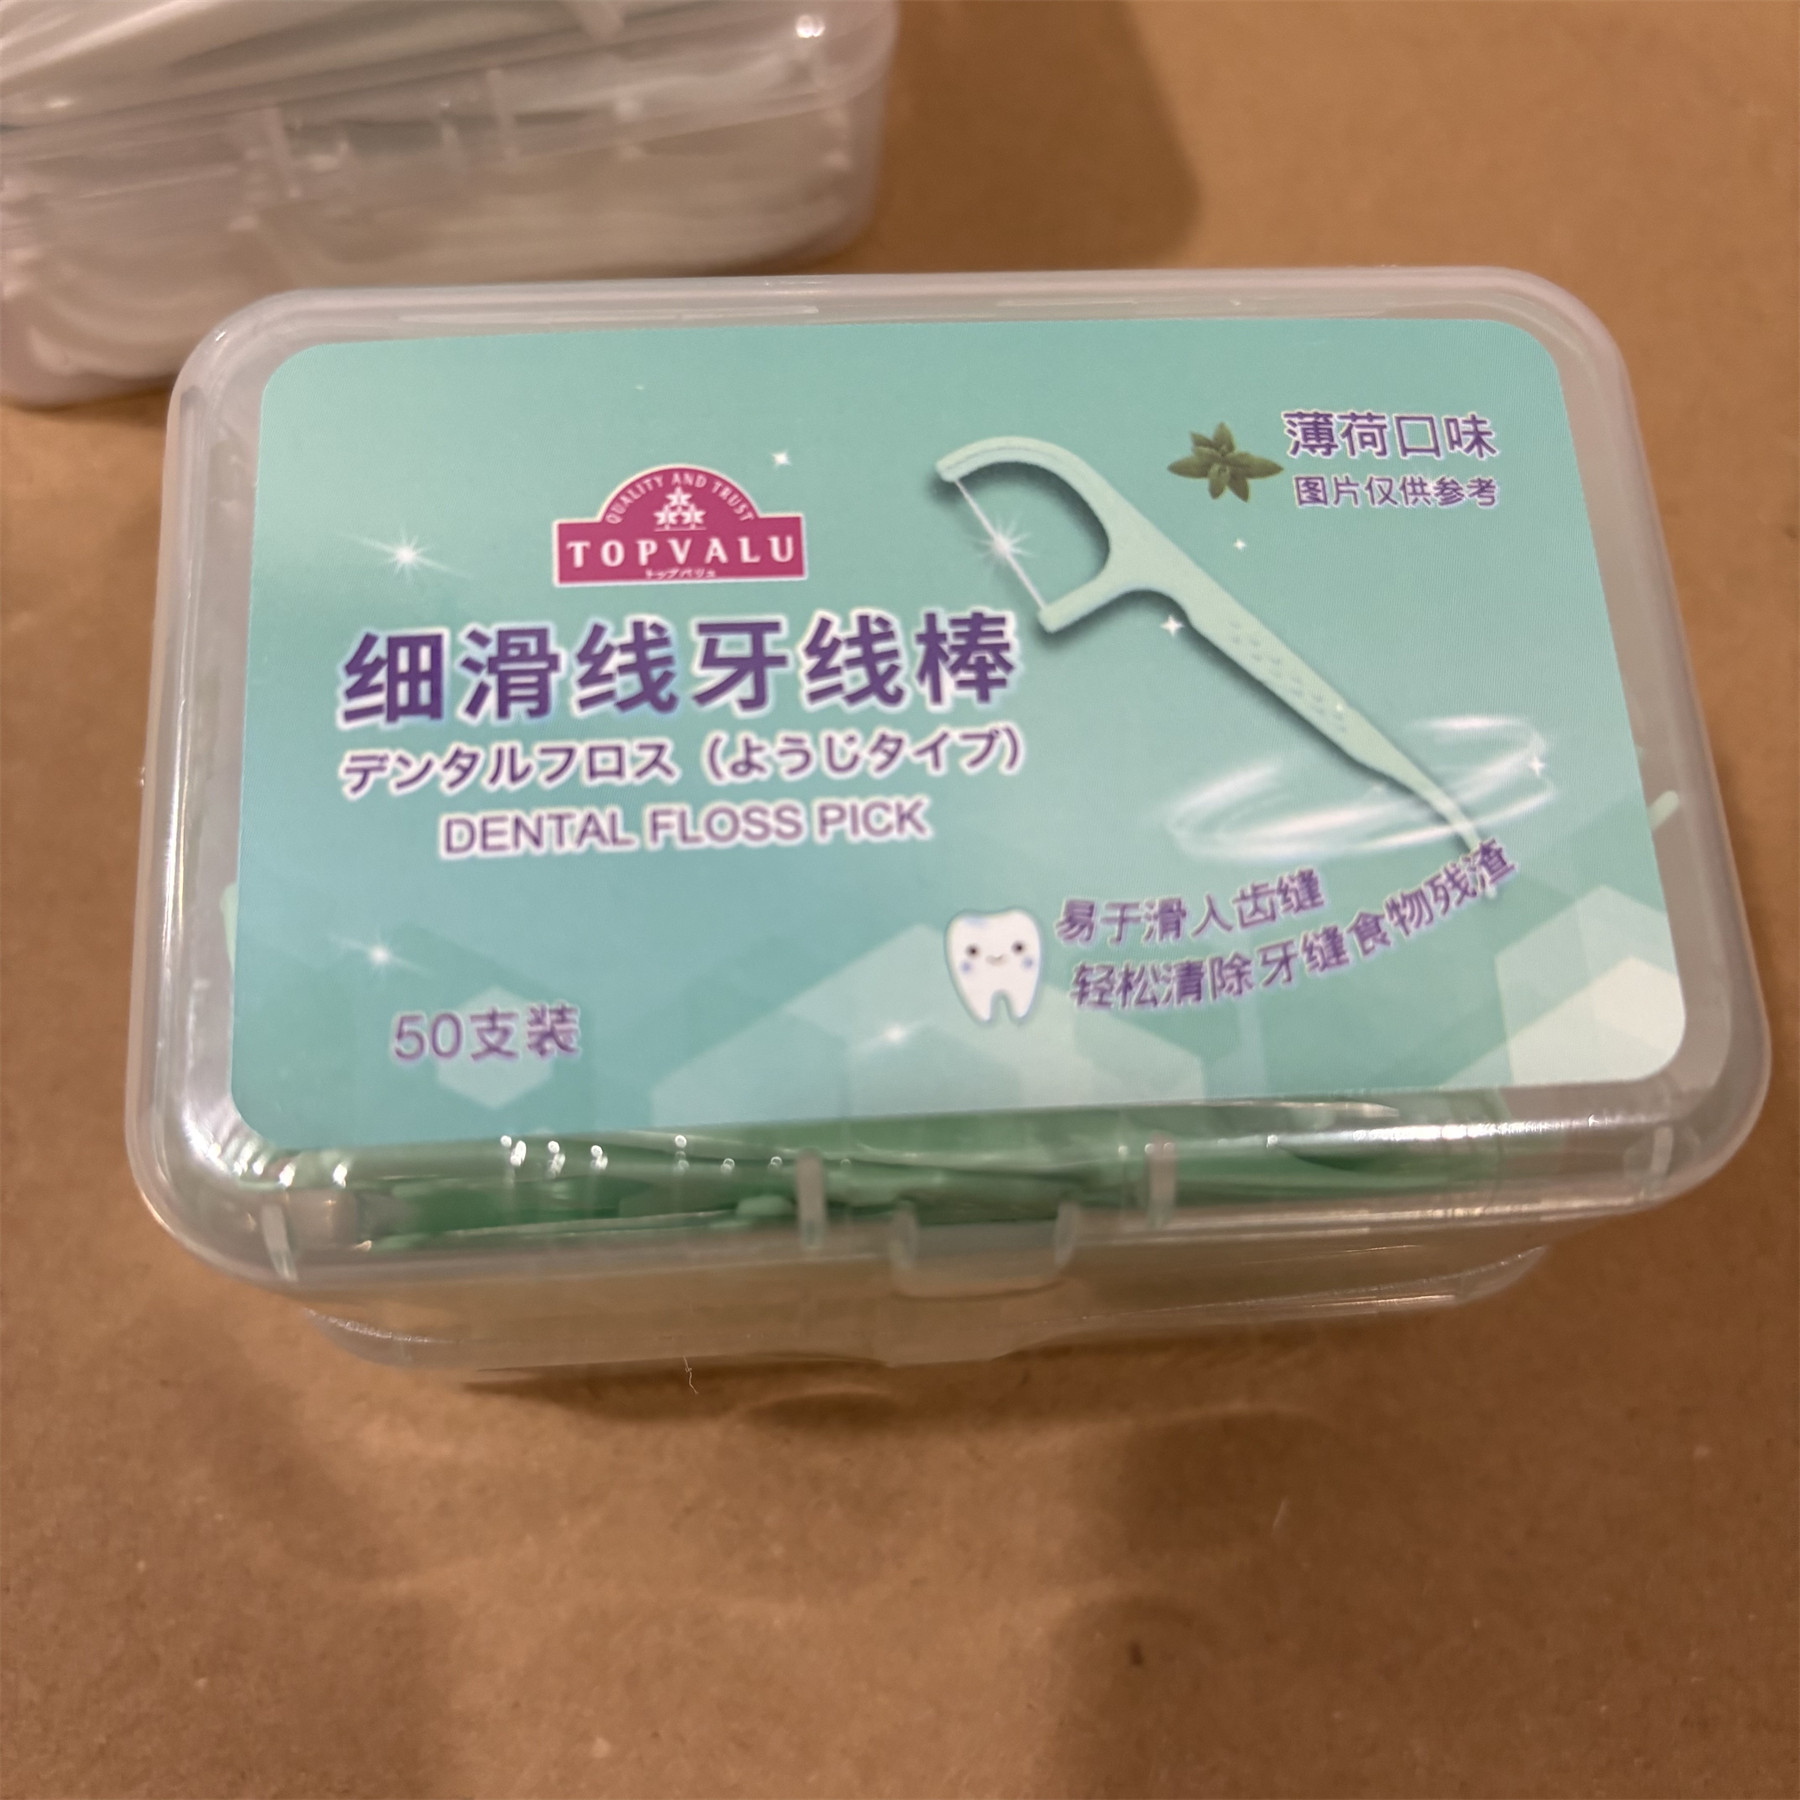 QUALITY AND TRUST
TOPVALU
トップバリュ
薄荷口味
图片仅供参考
细滑线牙线棒
デンタルフロス（ようじタイプ）
DENTAL FLOSS PICK
易于滑入齿缝
轻松清除牙缝食物残渣
50支装